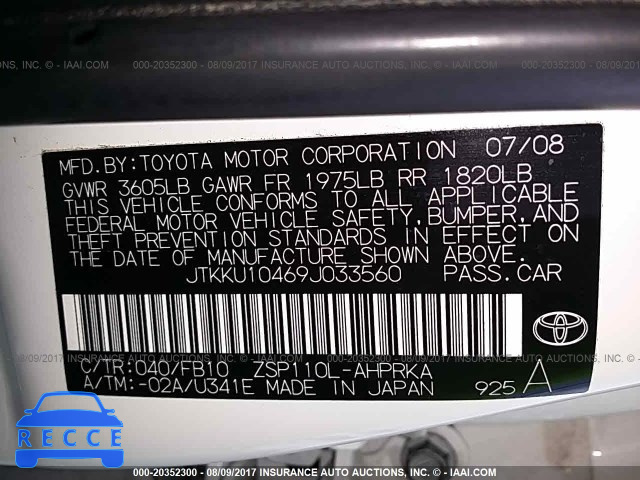 AUTO AUCTIONS, INC. © - IAAI.COM 000-20352300 - 08/09/2017 INSURANCE AUTO AUCTIONS, INC. © - IAAI.COM 000-20352300 - 08/09/2017 INSURANCE
MFD.BY:TOYOTA MOTOR CORPORATION 07/08
GVWR 3605LB GAWR FR 1975LB RR 1820LB
THIS VEHICLE CONFORMS TO ALL APPLICABLE
FEDERAL MOTOR VEHICLE SAFETY,BUMPER,AND
THEFT PREVENTION STANDARDS IN EFFECT ON
THE DATE OF MANUFACTURE SHOWN ABOVE.
JTKKU10469J033560 PASS.CAR
C/TR:040/FB10 ZSP110L-AHPRKA
A/TM:-02A/U341E MADE IN JAPAN 925A
RECCE
000-20352300 - 08/09/2017 INSURANCE AUTO AUCTIONS, INC. © - IAAI.COM